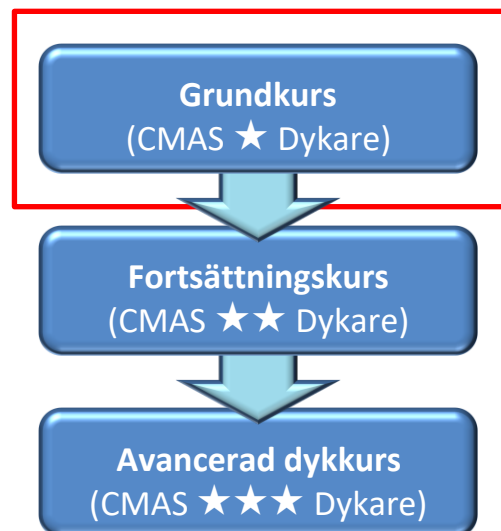 Grundkurs
(CMAS ★ Dykare)
Fortsättningskurs
(CMAS ★★ Dykare)
Avancerad dykkurs
(CMAS ★★★ Dykare)